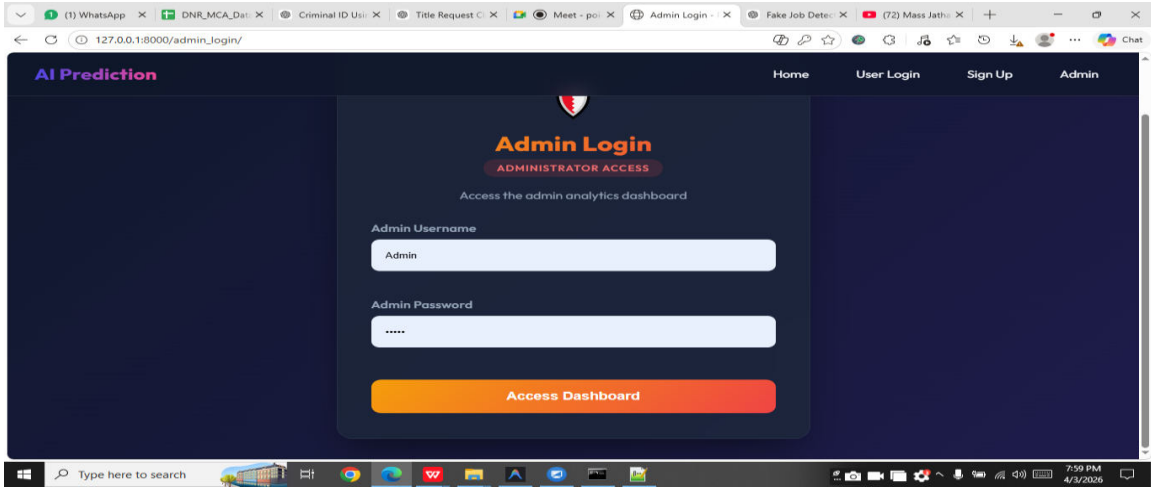 (1) WhatsApp
DNR_MCA_Data
Criminal ID Usin
Title Request C
Meet - poi
Admin Login -
Fake Job Detec
(72) Mass Jatha
127.0.0.1:8000/admin_login/
Chat
AI Prediction
Home
User Login
Sign Up
Admin
Admin Login
ADMINISTRATOR ACCESS
Access the admin analytics dashboard
Admin Username
Admin
Admin Password
•••••
Access Dashboard
Type here to search
7:59 PM
4/3/2026